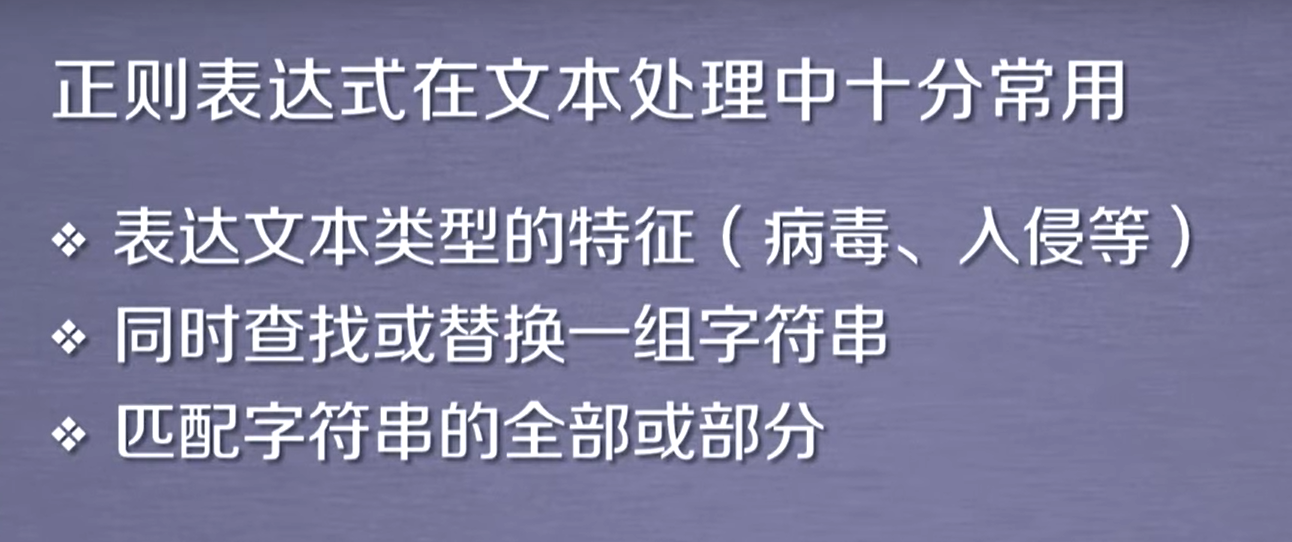 正则表达式在文本处理中十分常用
❖ 表达文本类型的特征（病毒、入侵等）
❖ 同时查找或替换一组字符串
❖ 匹配字符串的全部或部分